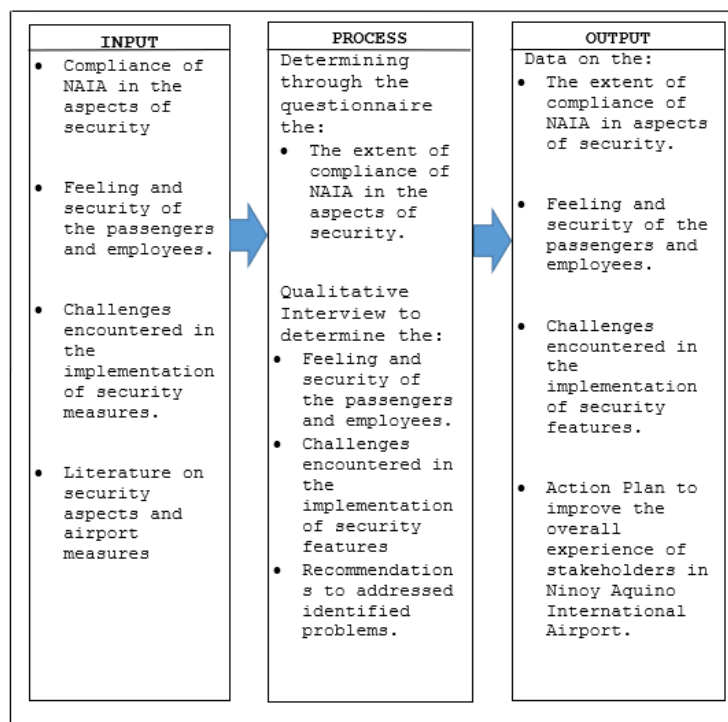 INPUT
• Compliance of
NAIA in the
aspects of
security
• Feeling and
security of
the passengers
and employees.
• Challenges
encountered in
the
implementation
of security
measures.
• Literature on
security
aspects and
airport
measures
PROCESS
Determining
through the
questionnaire
the:
• The extent of
compliance of
NAIA in the
aspects of
security.
Qualitative
Interview to
determine the:
• Feeling and
security of
the passengers
and employees.
• Challenges
encountered in
the
implementation
of security
features
• Recommendation
s to addressed
identified
problems.
OUTPUT
Data on the:
• The extent of
compliance of
NAIA in aspects
of security.
• Feeling and
security of the
passengers and
employees.
• Challenges
encountered in
the
implementation
of security
features.
• Action Plan to
improve the
overall
experience of
stakeholders in
Ninoy Aquino
International
Airport.